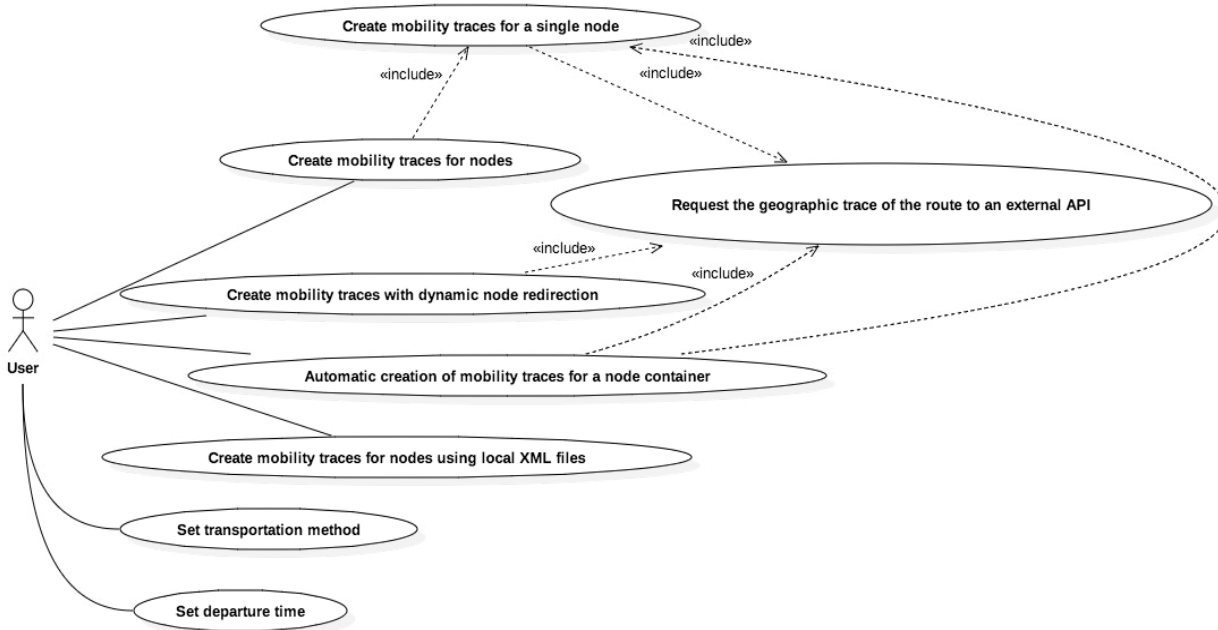 Create mobility traces for a single node
«include»
«include»
«include»
Create mobility traces for nodes
Request the geographic trace of the route to an external API
«include»
«include»
Create mobility traces with dynamic node redirection
User
Automatic creation of mobility traces for a node container
Create mobility traces for nodes using local XML files
Set transportation method
Set departure time